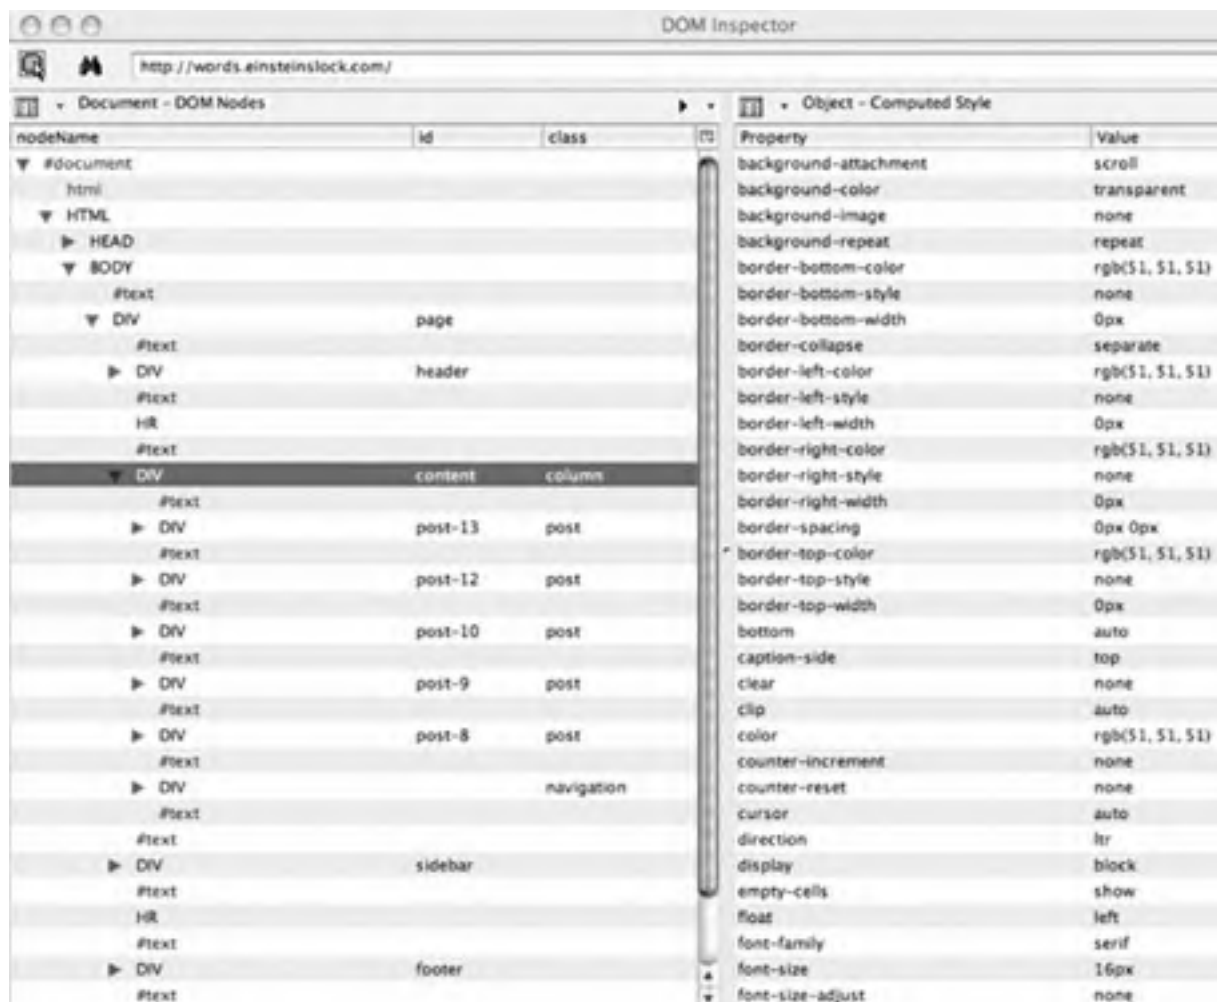 DOM Inspector
http://words.einsteinslock.com/
Document - DOM Nodes
nodeName id class
#document
html
HTML
HEAD
BODY
#text
DIV page
#text
DIV header
#text
HR
#text
DIV content column
#text
DIV post-13 post
#text
DIV post-12 post
#text
DIV post-10 post
#text
DIV post-9 post
#text
DIV post-8 post
#text
DIV navigation
#text
#text
DIV sidebar
#text
HR
#text
DIV footer
#text
Object - Computed Style
Property Value
background-attachment scroll
background-color transparent
background-image none
background-repeat repeat
border-bottom-color rgb(51, 51, 51)
border-bottom-style none
border-bottom-width 0px
border-collapse separate
border-left-color rgb(51, 51, 51)
border-left-style none
border-left-width 0px
border-right-color rgb(51, 51, 51)
border-right-style none
border-right-width 0px
border-spacing 0px 0px
border-top-color rgb(51, 51, 51)
border-top-style none
border-top-width 0px
bottom auto
caption-side top
clear none
clip auto
color rgb(51, 51, 51)
counter-increment none
counter-reset none
cursor auto
direction ltr
display block
empty-cells show
float left
font-family serif
font-size 16px
font-size-adjust none